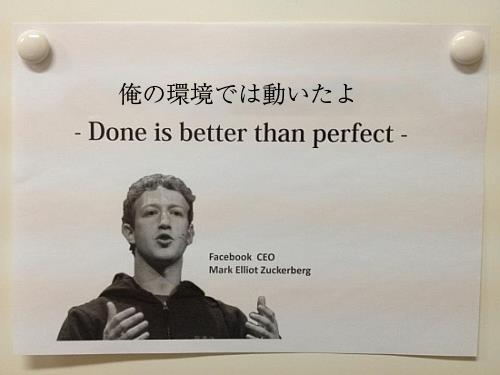 俺の環境では動いたよ
- Done is better than perfect -
Facebook CEO
Mark Elliot Zuckerberg